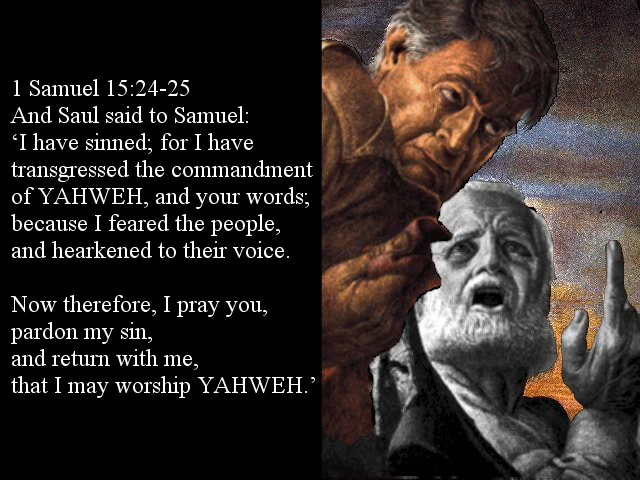 1 Samuel 15:24-25
And Saul said to Samuel:
‘I have sinned; for I have
transgressed the commandment
of YAHWEH, and your words;
because I feared the people,
and hearkened to their voice.
Now therefore, I pray you,
pardon my sin,
and return with me,
that I may worship YAHWEH.’